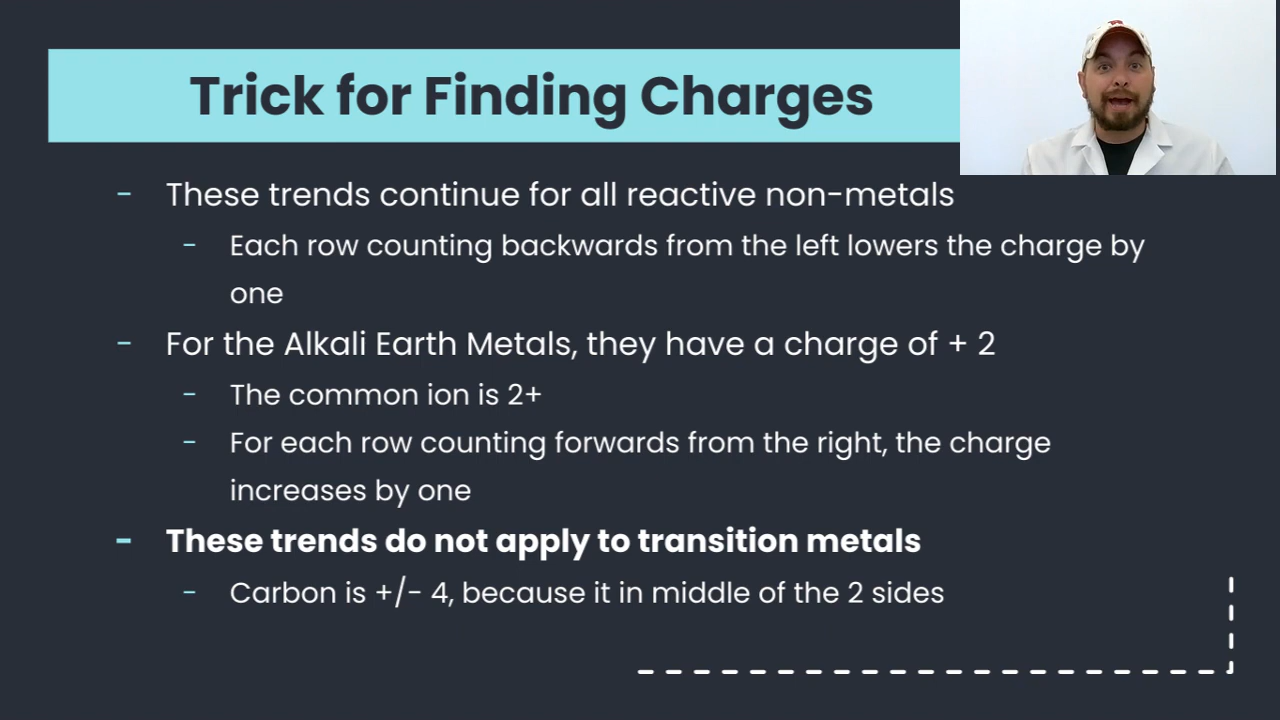 Trick for Finding Charges
- These trends continue for all reactive non-metals
- Each row counting backwards from the left lowers the charge by
one
- For the Alkali Earth Metals, they have a charge of + 2
- The common ion is 2+
- For each row counting forwards from the right, the charge
increases by one
- These trends do not apply to transition metals
- Carbon is +/- 4, because it in middle of the 2 sides